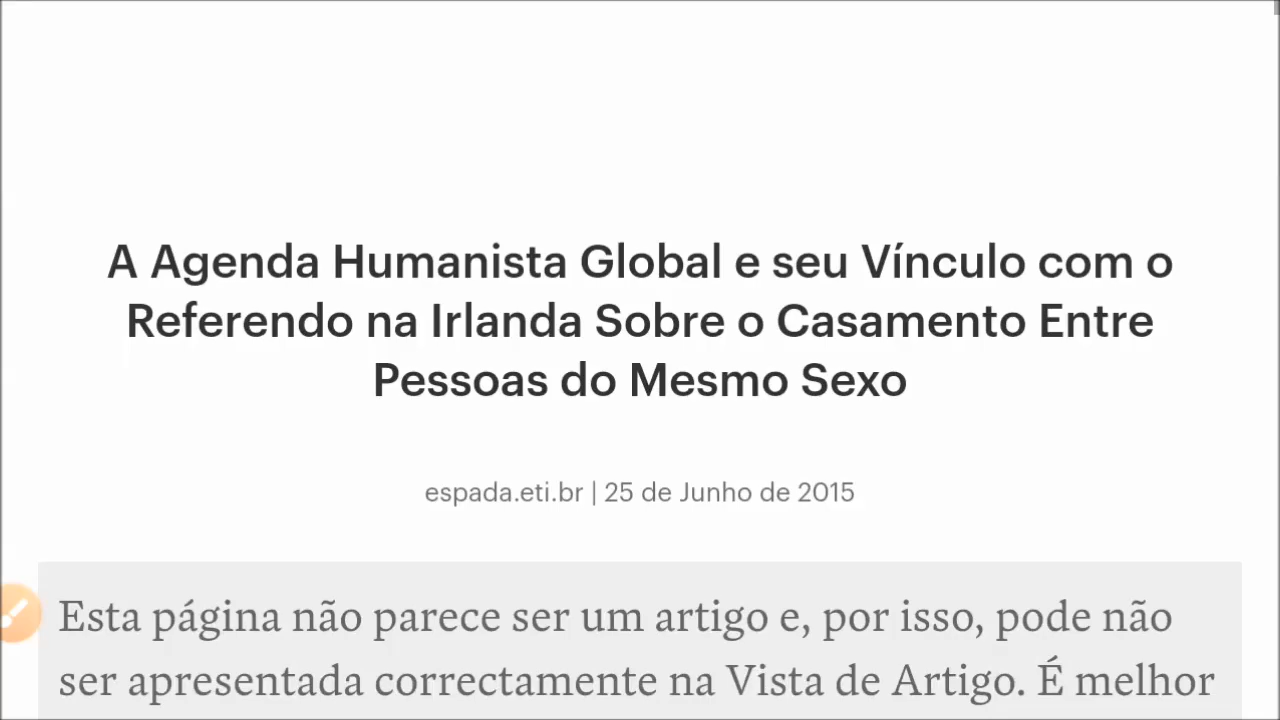 A Agenda Humanista Global e seu Vínculo com o
Referendo na Irlanda Sobre o Casamento Entre
Pessoas do Mesmo Sexo
espada.eti.br | 25 de Junho de 2015
Esta página não parece ser um artigo e, por isso, pode não
ser apresentada correctamente na Vista de Artigo. É melhor